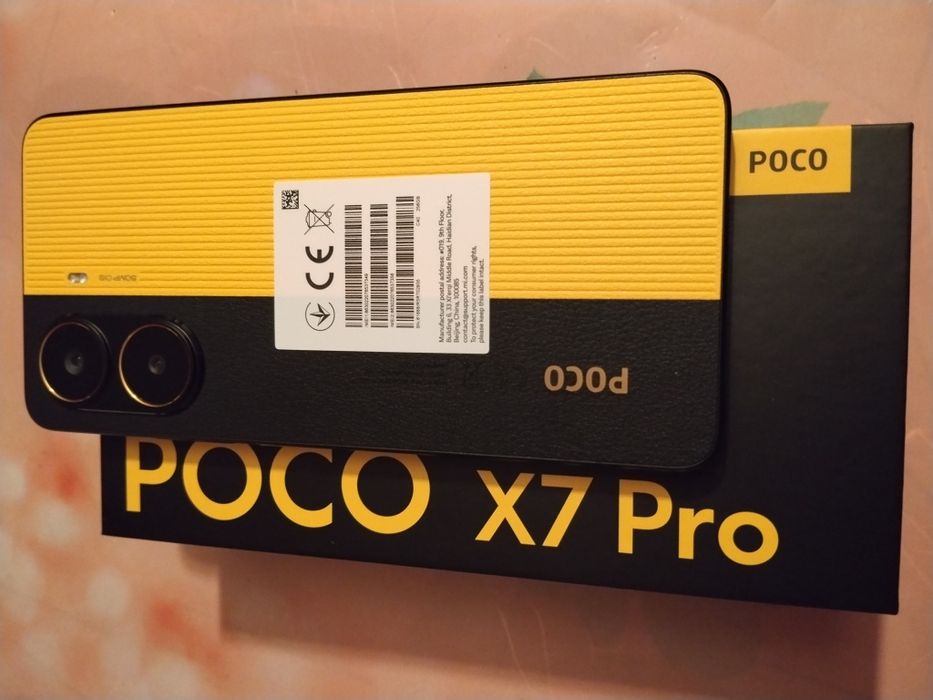 POCO
POCO
POCO X7 Pro
50MP OIS
CE
Manufacturer postal address: #019, 9th Floor,
Building 6, 33 Xi'erqi Middle Road, Haidian District,
Beijing, China, 100085
contact@support.mi.com
To protect your consumer rights,
please keep this label intact.